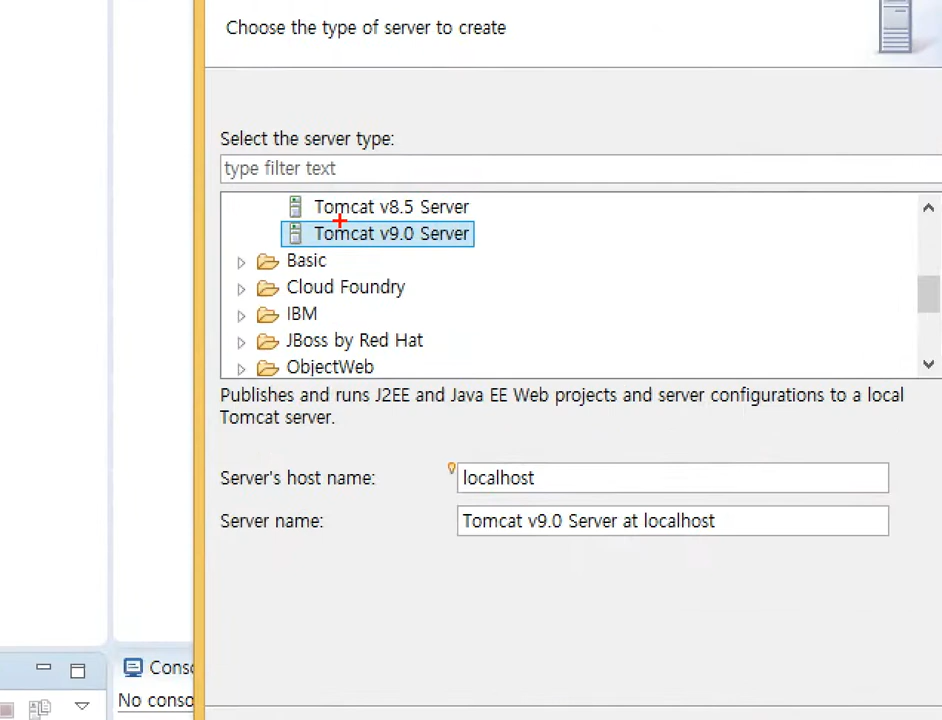 Choose the type of server to create
Select the server type:
type filter text
Tomcat v8.5 Server
Tomcat v9.0 Server
Basic
Cloud Foundry
IBM
JBoss by Red Hat
ObjectWeb
Publishes and runs J2EE and Java EE Web projects and server configurations to a local
Tomcat server.
Server's host name:
localhost
Server name:
Tomcat v9.0 Server at localhost
Conso
No conso